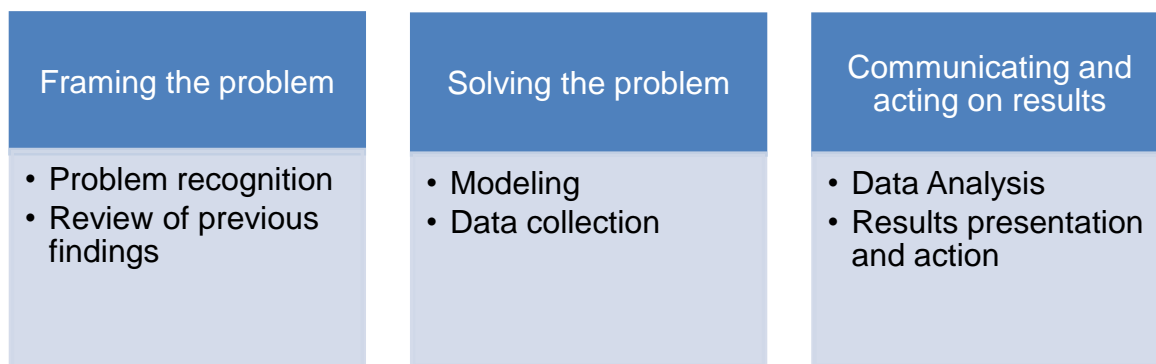 Framing the problem
• Problem recognition
• Review of previous
findings
Solving the problem
• Modeling
• Data collection
Communicating and
acting on results
• Data Analysis
• Results presentation
and action